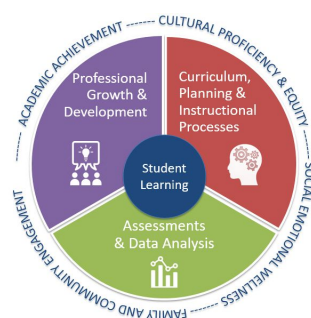 ACADEMIC ACHIEVEMENT ------- CULTURAL PROFICIENCY & EQUITY ------- SOCIAL EMOTIONAL WELLNESS ------- FAMILY AND COMMUNITY ENGAGEMENT -------
Professional
Growth &
Development
Curriculum,
Planning &
Instructional
Processes
Student
Learning
Assessments
& Data Analysis